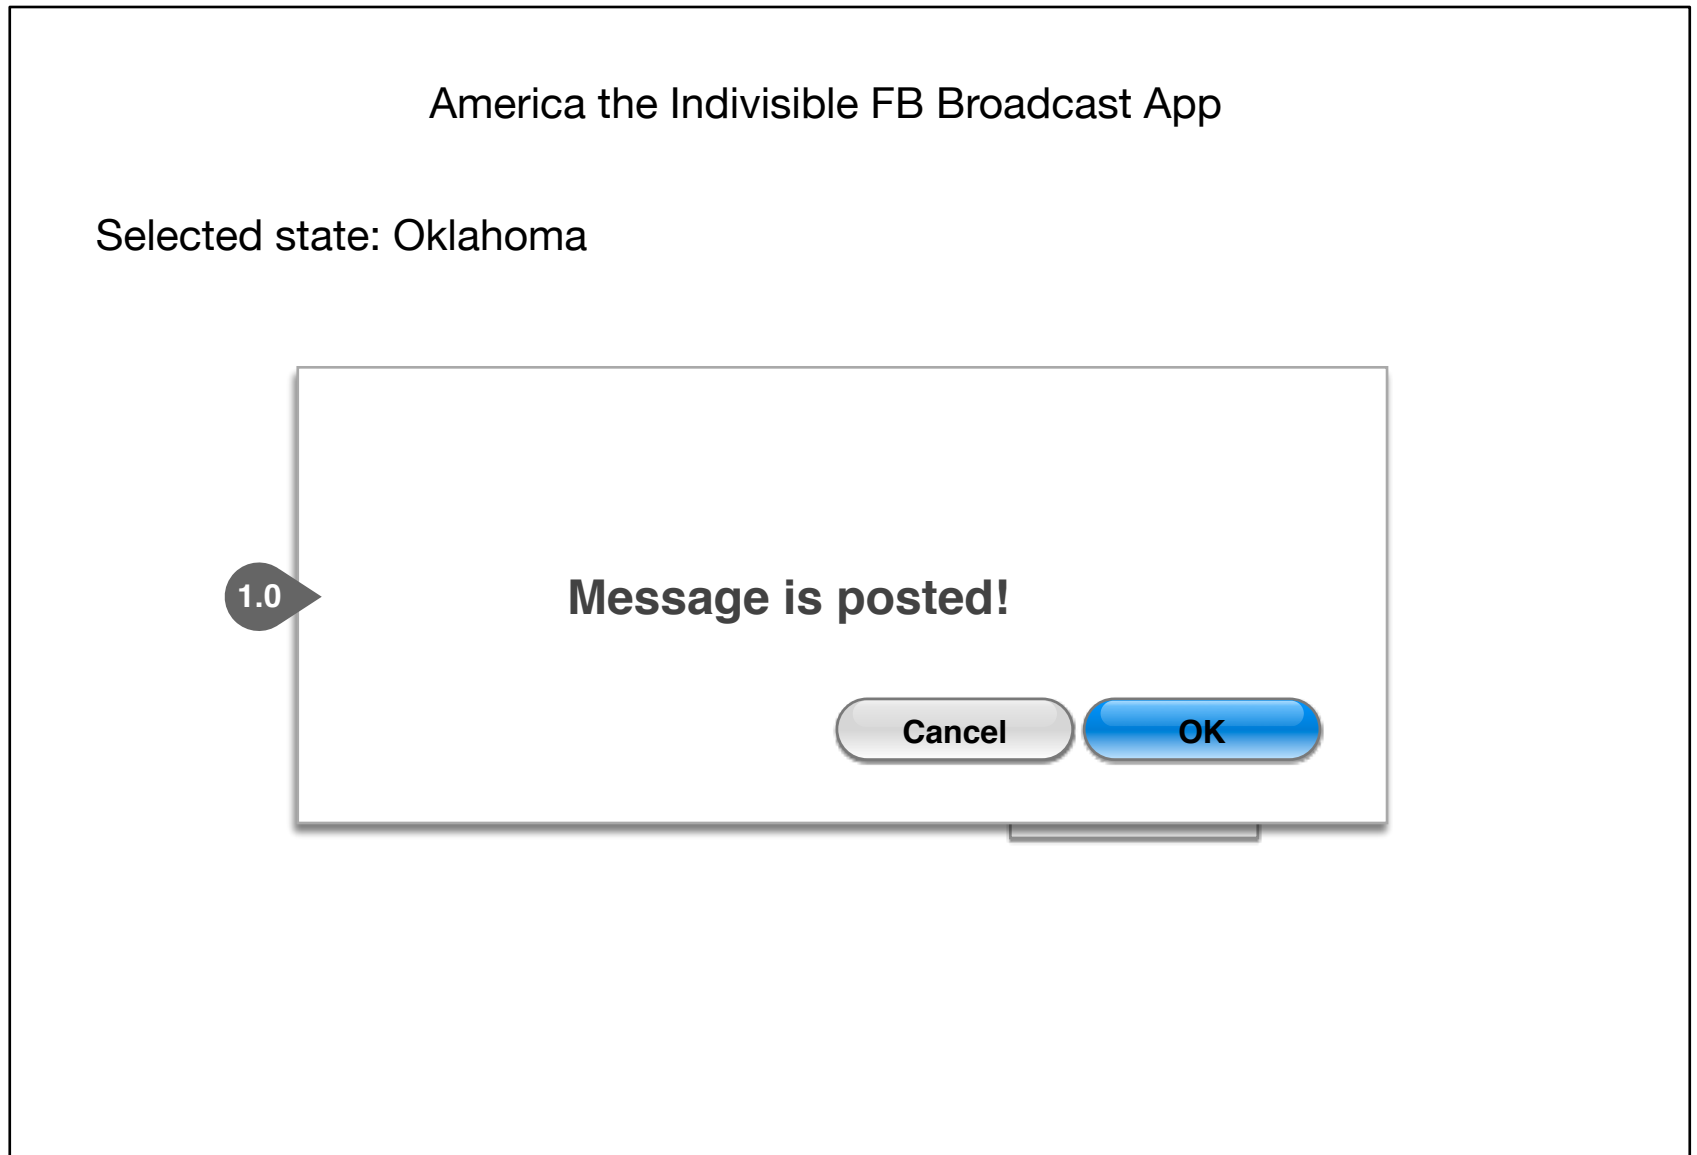 America the Indivisible FB Broadcast App
Selected state: Oklahoma
1.0
Message is posted!
Cancel
OK